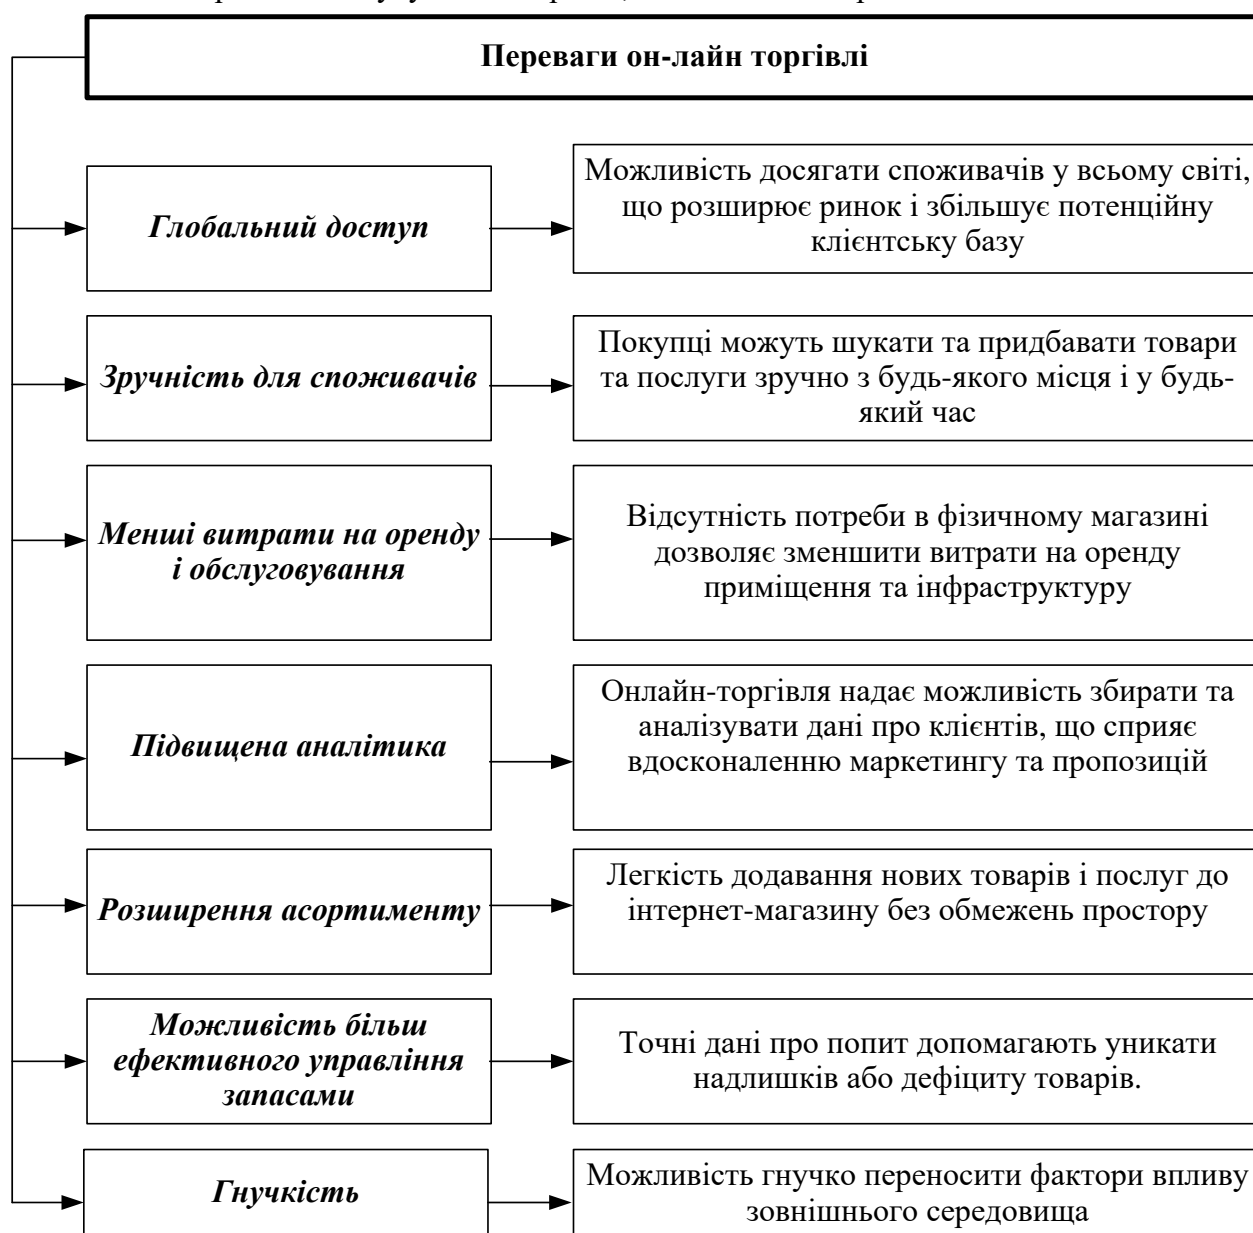 Переваги он-лайн торгівлі
Глобальний доступ
Можливість досягати споживачів у всьому світі,
що розширює ринок і збільшує потенційну
клієнтську базу
Зручність для споживачів
Покупці можуть шукати та придбавати товари
та послуги зручно з будь-якого місця і у будь-
який час
Менші витрати на оренду
і обслуговування
Відсутність потреби в фізичному магазині
дозволяє зменшити витрати на оренду
приміщення та інфраструктуру
Підвищена аналітика
Онлайн-торгівля надає можливість збирати та
аналізувати дані про клієнтів, що сприяє
вдосконаленню маркетингу та пропозицій
Розширення асортименту
Легкість додавання нових товарів і послуг до
інтернет-магазину без обмежень простору
Можливість більш
ефективного управління
запасами
Точні дані про попит допомагають уникати
надлишків або дефіциту товарів.
Гнучкість
Можливість гнучко переносити фактори впливу
зовнішнього середовища